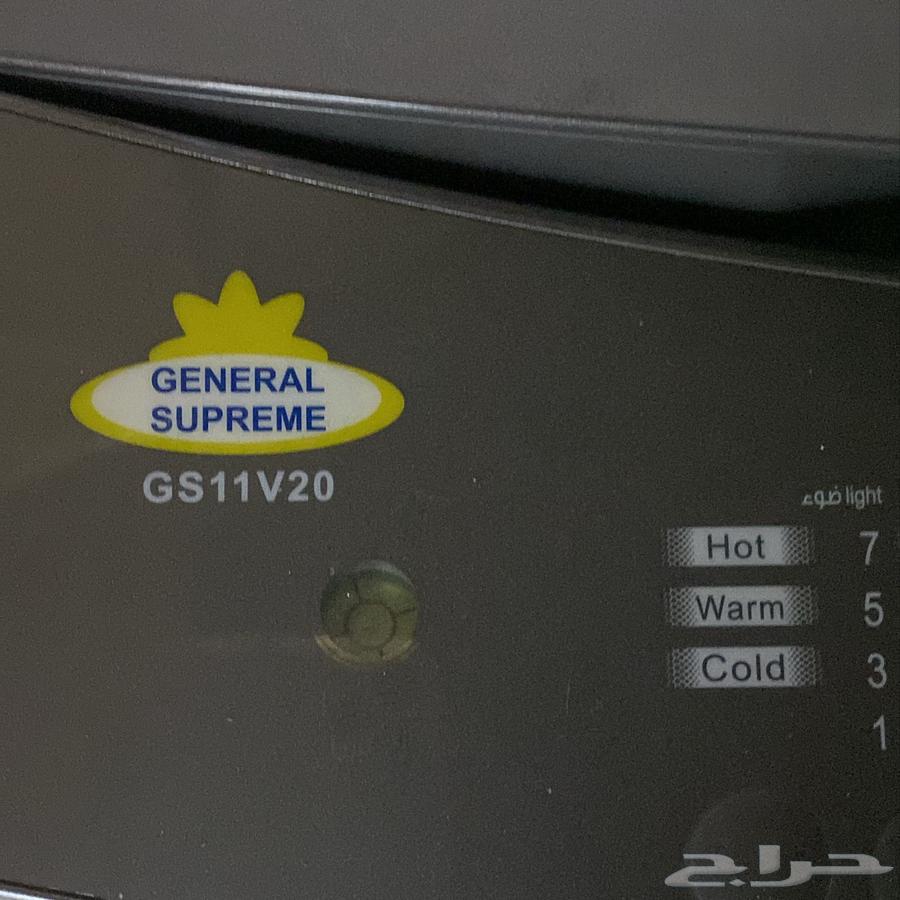 GENERAL
SUPREME
GS11V20
ضوء light
Hot 7
Warm 5
Cold 3
1
حراج